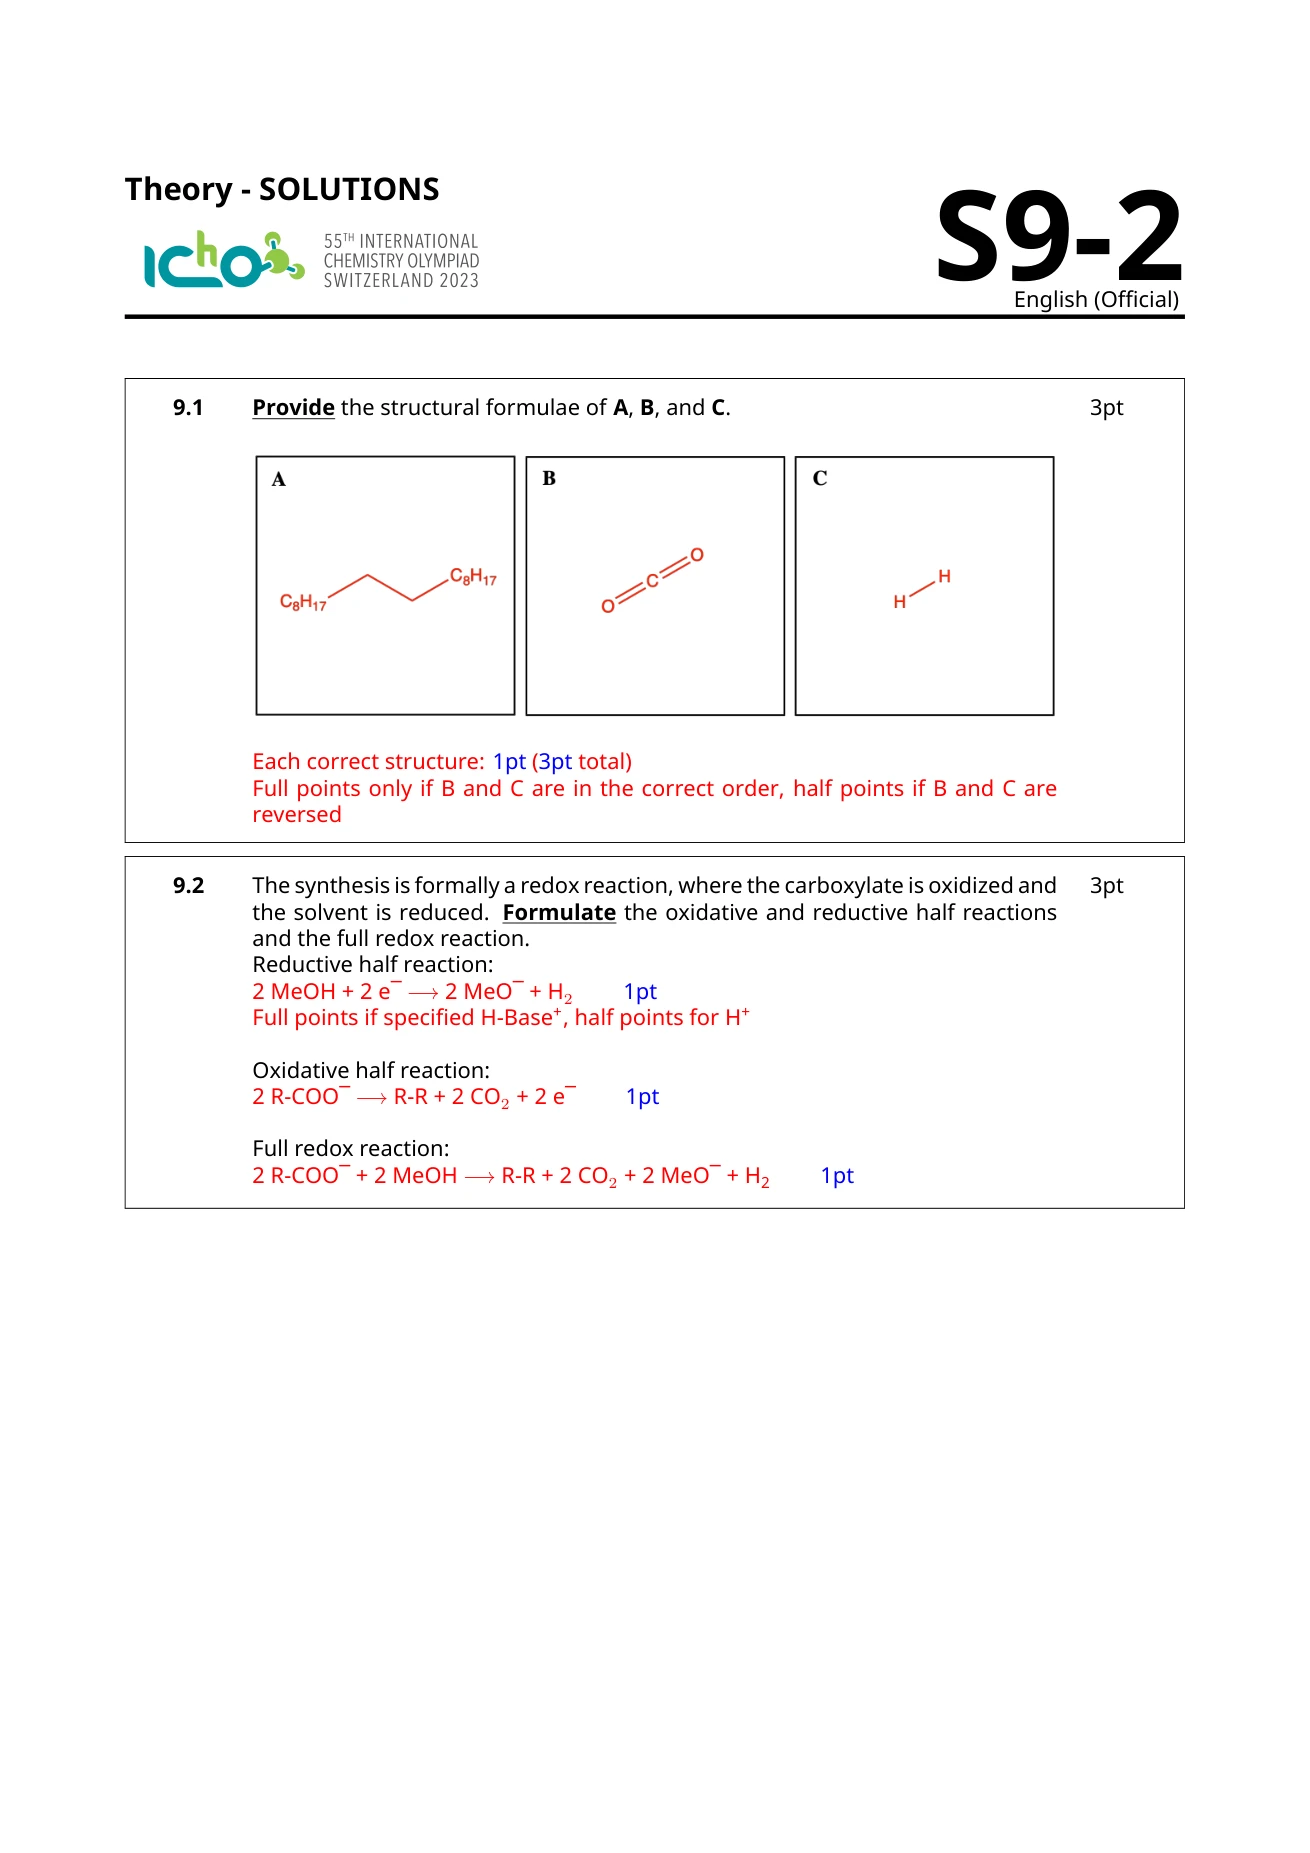 Theory - SOLUTIONS
IChO
55TH INTERNATIONAL
CHEMISTRY OLYMPIAD
SWITZERLAND 2023
S9-2
English (Official)
9.1 Provide the structural formulae of A, B, and C. 3pt
A B C
C8H17 C8H17
O C O
H H
Each correct structure: 1pt (3pt total)
Full points only if B and C are in the correct order, half points if B and C are
reversed
9.2 The synthesis is formally a redox reaction, where the carboxylate is oxidized and 3pt
the solvent is reduced. Formulate the oxidative and reductive half reactions
and the full redox reaction.
Reductive half reaction:
2 MeOH + 2 e⁻ ⟶ 2 MeO⁻ + H₂ 1pt
Full points if specified H-Base⁺, half points for H⁺
Oxidative half reaction:
2 R-COO⁻ ⟶ R-R + 2 CO₂ + 2 e⁻ 1pt
Full redox reaction:
2 R-COO⁻ + 2 MeOH ⟶ R-R + 2 CO₂ + 2 MeO⁻ + H₂ 1pt